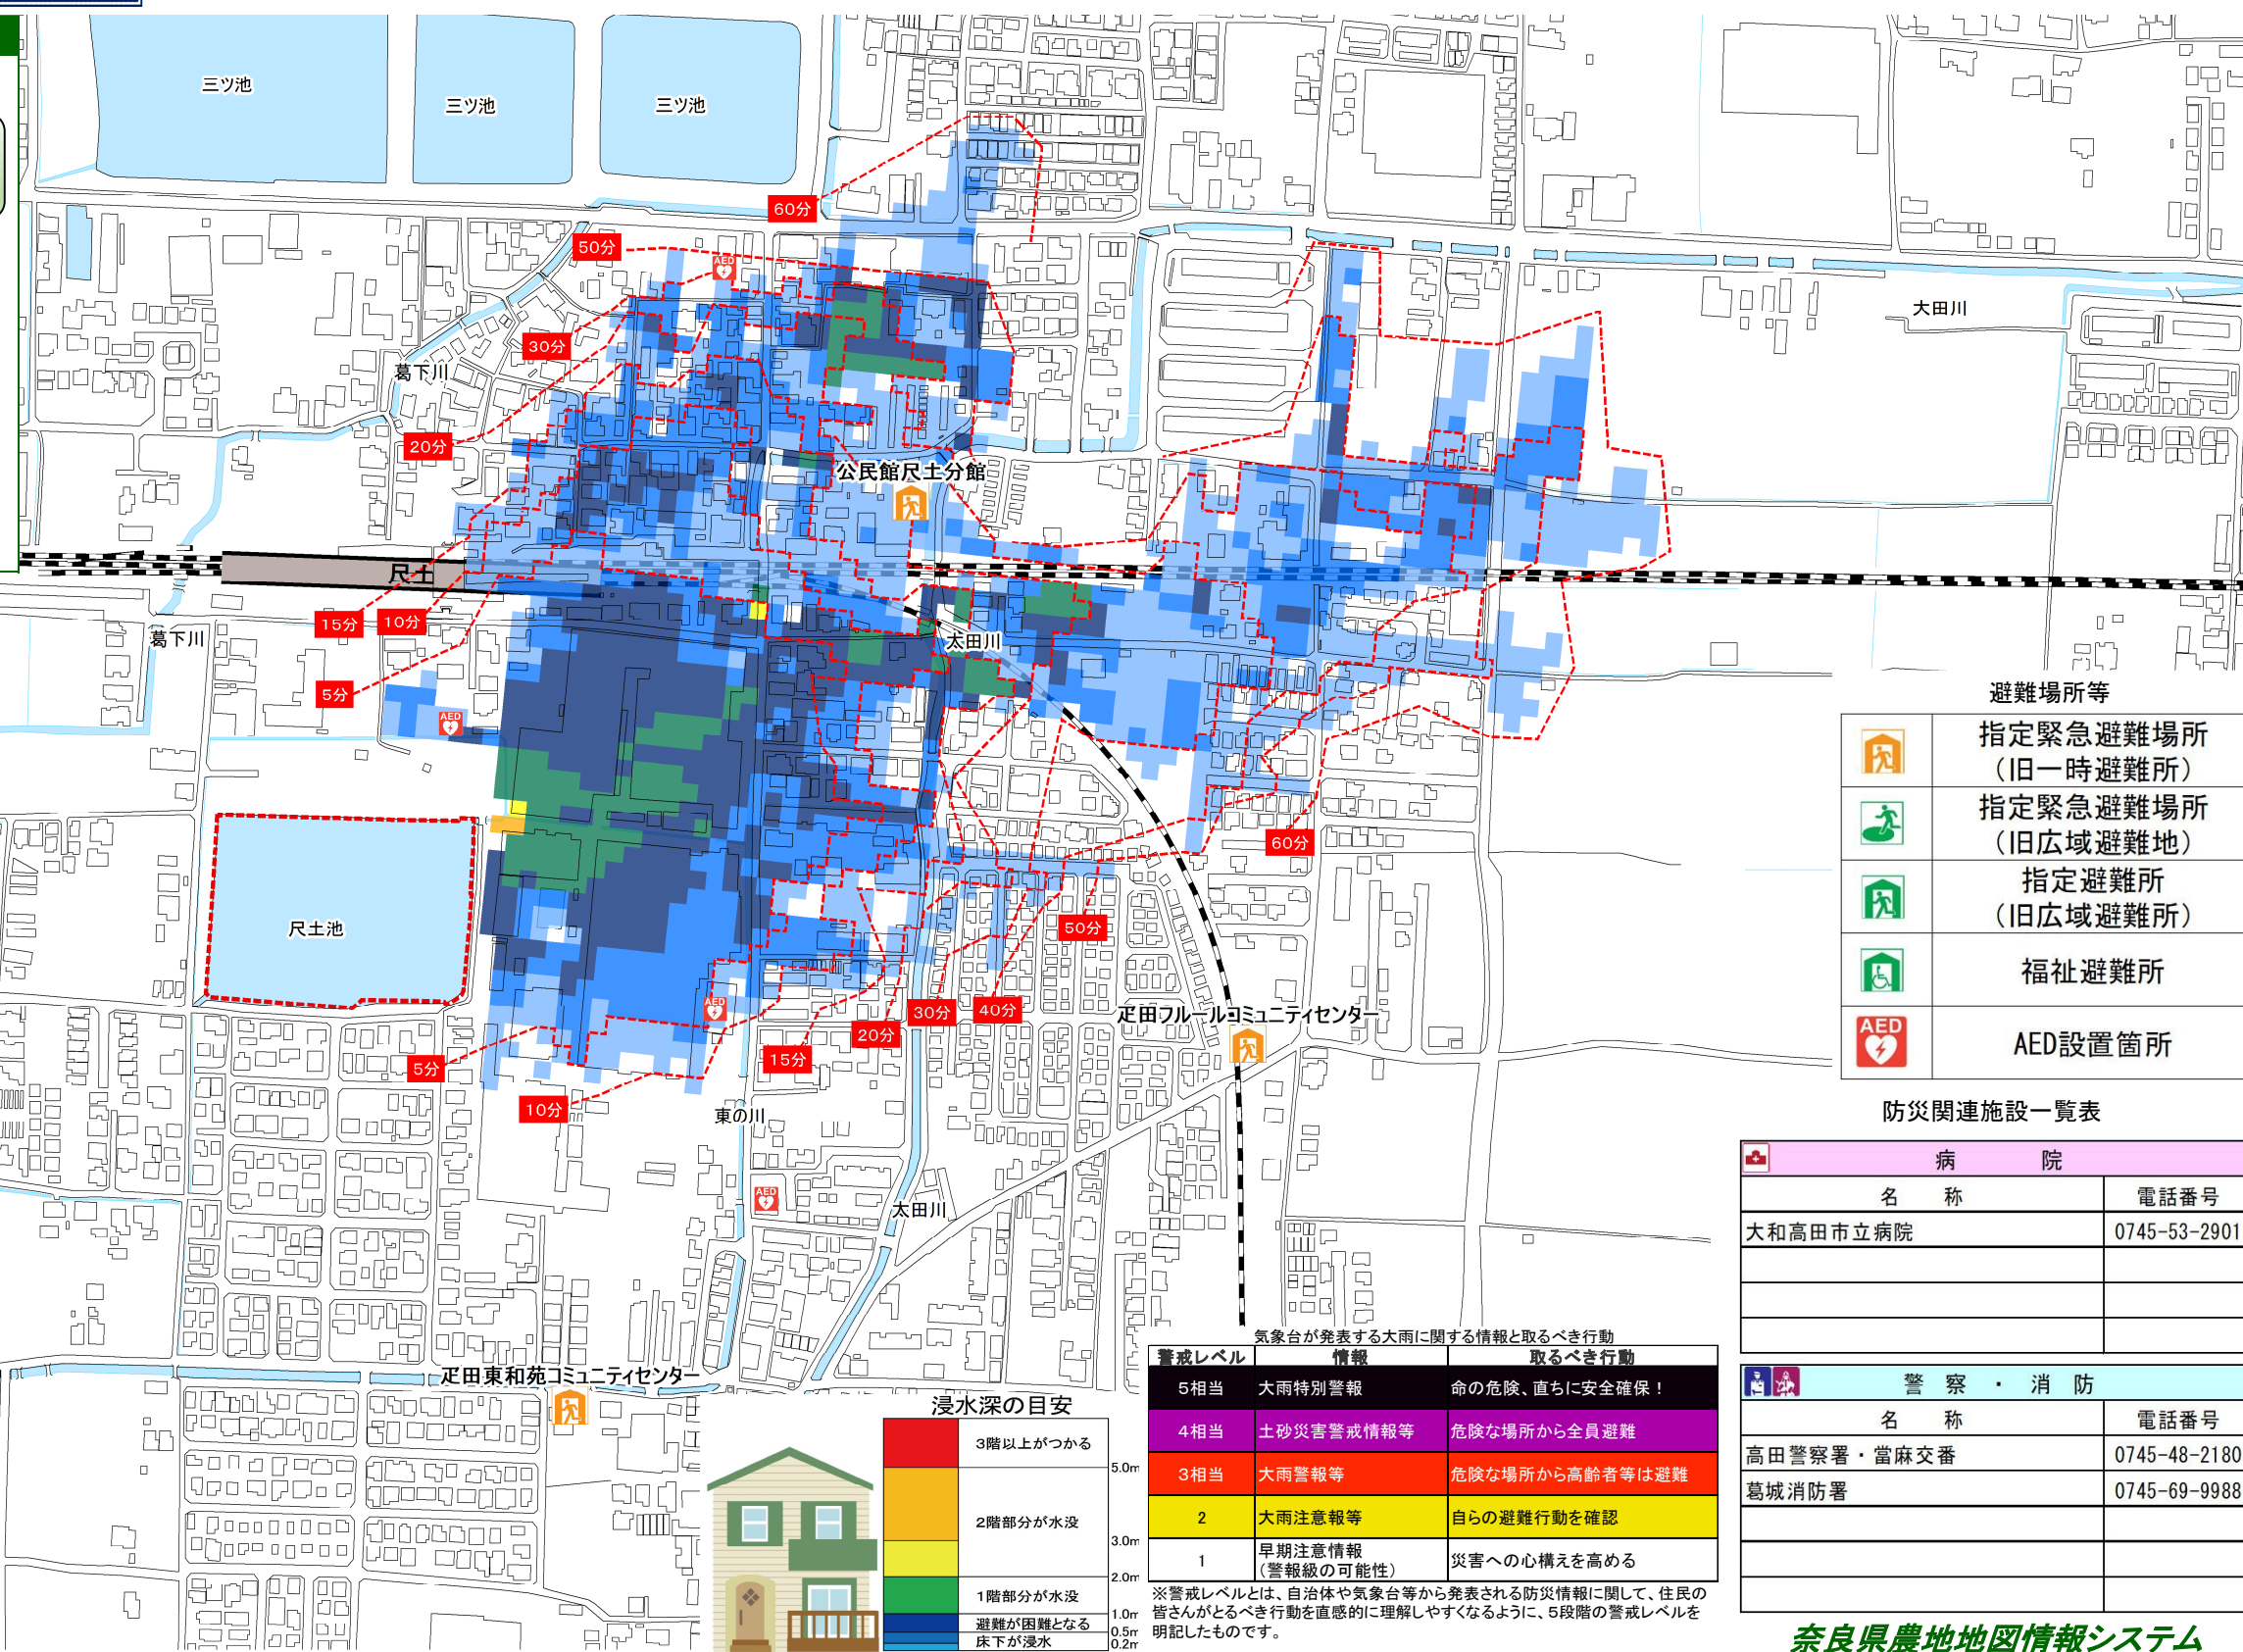 三ツ池
三ツ池
三ツ池
60分
50分
30分
20分
葛下川
大田川
公民館尺土分館
尺土
15分
10分
5分
葛下川
太田川
尺土池
60分
50分
40分
30分
20分
15分
5分
10分
疋田フルールコミュニティセンター
東の川
太田川
疋田東和苑コミュニティセンター
AED
AED
AED
AED
避難場所等
指定緊急避難場所
（旧一時避難所）
指定緊急避難場所
（旧広域避難地）
指定避難所
（旧広域避難所）
福祉避難所
AED
AED設置箇所
防災関連施設一覧表
病 院
名 称 電話番号
大和高田市立病院 0745-53-2901
警 察 ・ 消 防
名 称 電話番号
高田警察署・當麻交番 0745-48-2180
葛城消防署 0745-69-9988
浸水深の目安
3階以上がつかる
5.0m
2階部分が水没
3.0m
2.0m
1階部分が水没
1.0m
避難が困難となる
0.5m
床下が浸水
0.2m
気象台が発表する大雨に関する情報と取るべき行動
警戒レベル 情報 取るべき行動
5相当 大雨特別警報 命の危険、直ちに安全確保！
4相当 土砂災害警戒情報等 危険な場所から全員避難
3相当 大雨警報等 危険な場所から高齢者等は避難
2 大雨注意報等 自らの避難行動を確認
1 早期注意情報 災害への心構えを高める
（警報級の可能性）
※警戒レベルとは、自治体や気象台等から発表される防災情報に関して、住民の
皆さんがとるべき行動を直感的に理解しやすくなるように、5段階の警戒レベルを
明記したものです。
奈良県農地地図情報システム